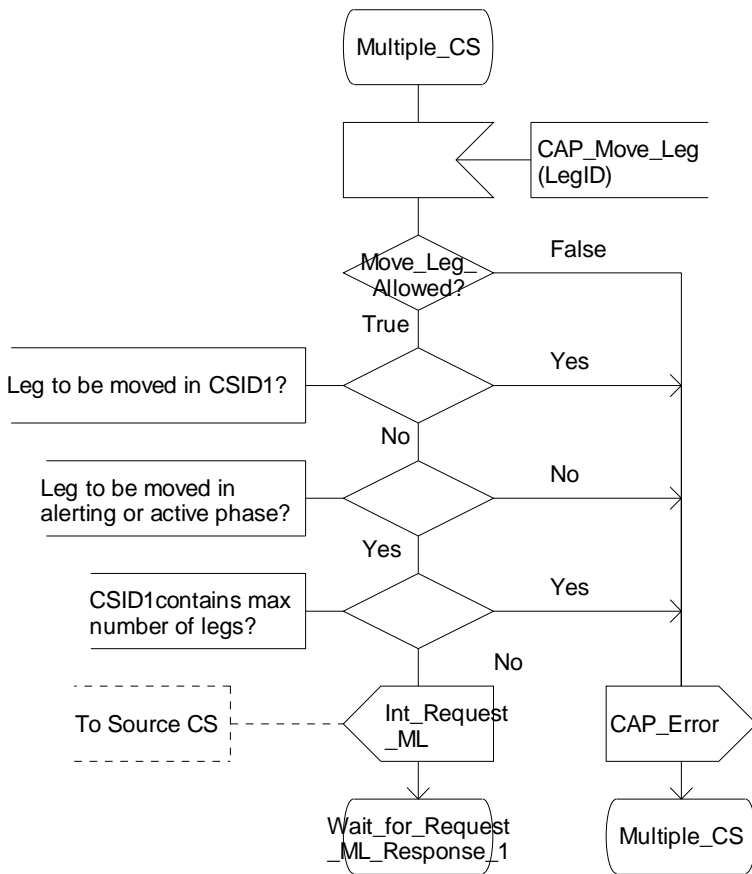 Multiple_CS
CAP_Move_Leg
(LegID)
Move_Leg_
Allowed?
False
True
Leg to be moved in CSID1?
Yes
No
Leg to be moved in
alerting or active phase?
No
Yes
CSID1contains max
number of legs?
Yes
No
To Source CS
Int_Request
_ML
CAP_Error
Wait_for_Request
_ML_Response_1
Multiple_CS